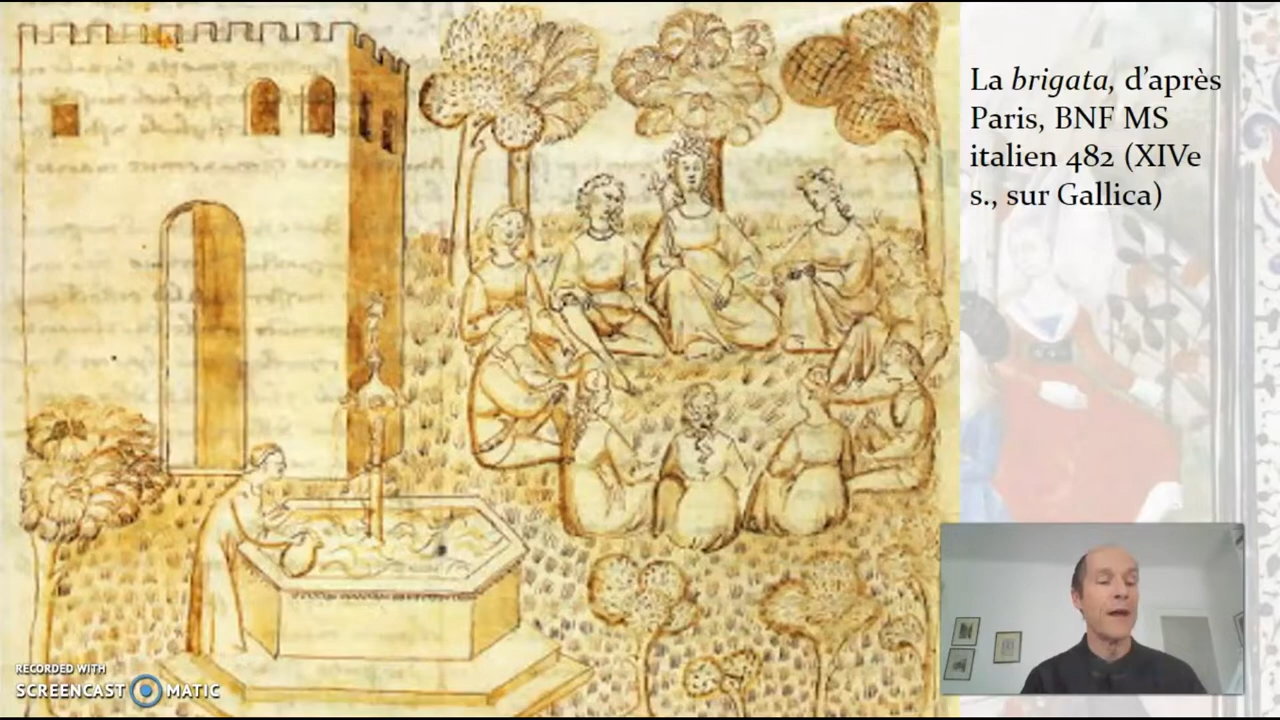 La brigata, d’après
Paris, BNF MS
italien 482 (XIVe
s., sur Gallica)
RECORDED WITH
SCREENCAST MATIC